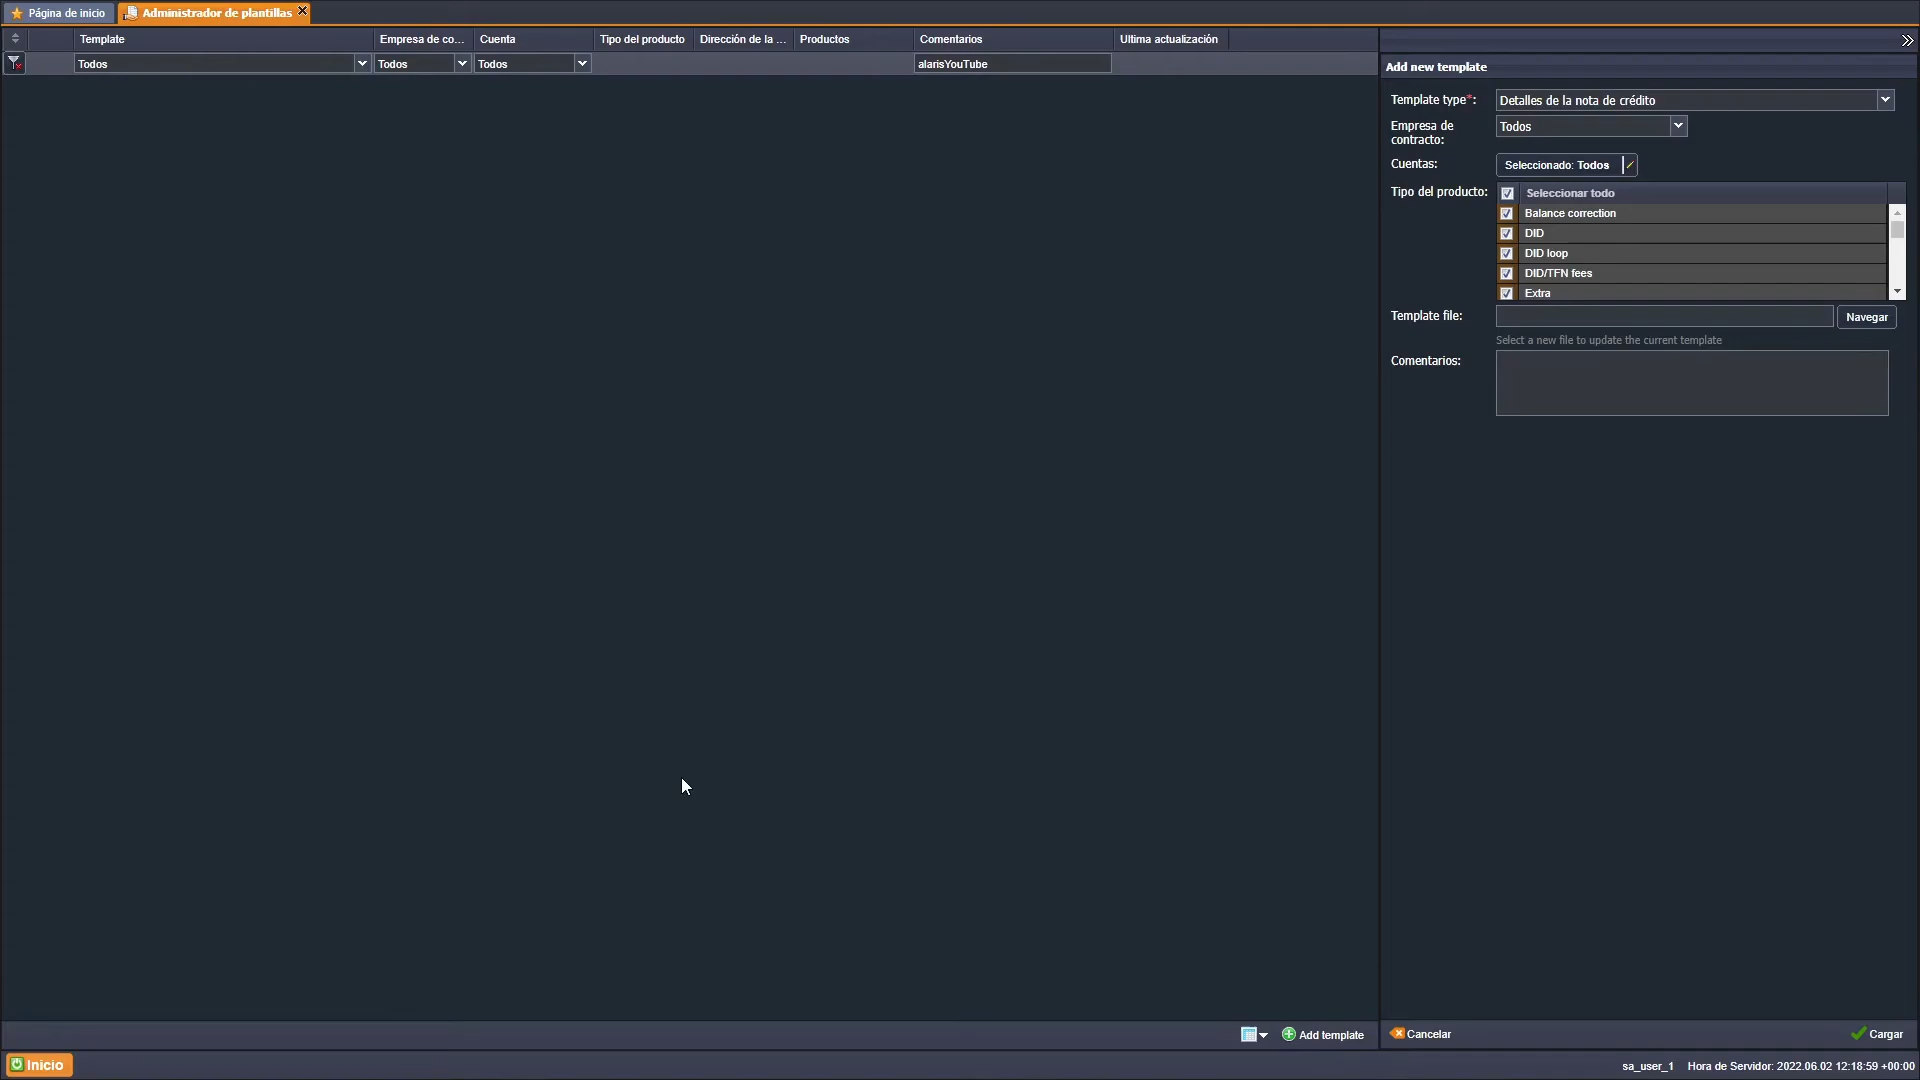 Página de inicio
Administrador de plantillas
Template
Empresa de co...
Cuenta
Tipo del producto
Dirección de la ...
Productos
Comentarios
Ultima actualización
Todos
Todos
Todos
alarisYouTube
Add new template
Template type*:
Detalles de la nota de crédito
Empresa de
contracto:
Todos
Cuentas:
Seleccionado: Todos
Tipo del producto:
Seleccionar todo
Balance correction
DID
DID loop
DID/TFN fees
Extra
Template file:
Navegar
Select a new file to update the current template
Comentarios:
Add template
Cancelar
Cargar
Inicio
sa_user_1
Hora de Servidor: 2022.06.02 12:18:59 +00:00